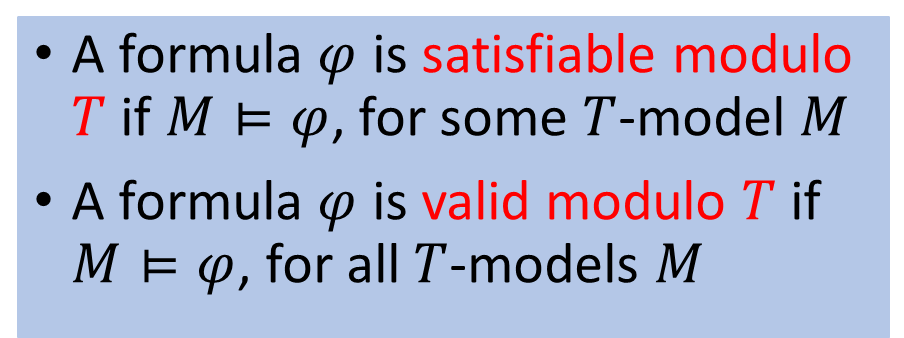 • A formula 𝜑 is satisfiable modulo
𝑇 if 𝑀 ⊨ 𝜑, for some 𝑇-model 𝑀
• A formula 𝜑 is valid modulo 𝑇 if
𝑀 ⊨ 𝜑, for all 𝑇-models 𝑀